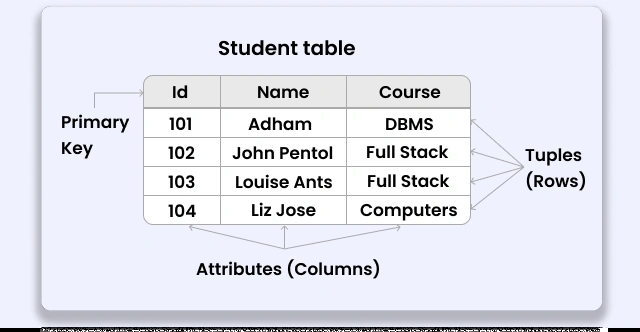 Student table
Id Name Course
Primary Key
101 Adham DBMS
102 John Pentol Full Stack
103 Louise Ants Full Stack
104 Liz Jose Computers
Tuples
(Rows)
Attributes (Columns)